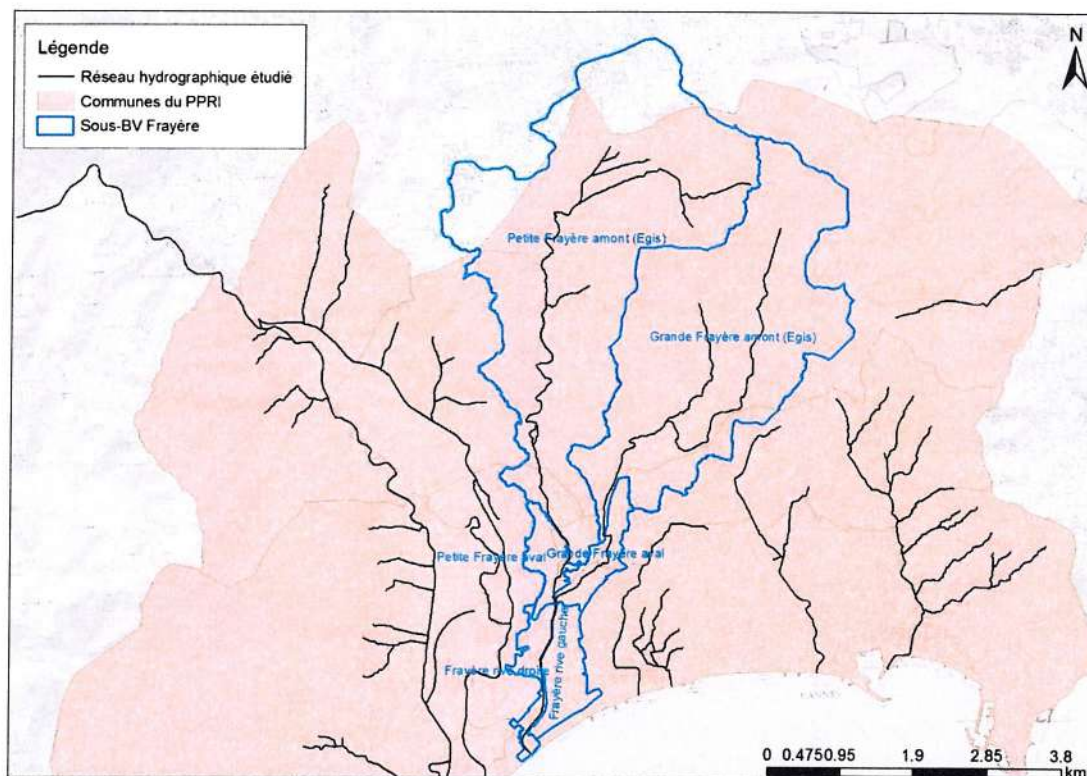 Légende
Réseau hydrographique étudié
Communes du PPRI
Sous-BV Frayère
N
Petite Frayère amont (Egis)
Grande Frayère amont (Egis)
Petite Frayère aval
Grande Frayère aval
Frayère rive droite
Frayère rive gauche
CANNES
0 0.475 0.95 1.9 2.85 3.8
km